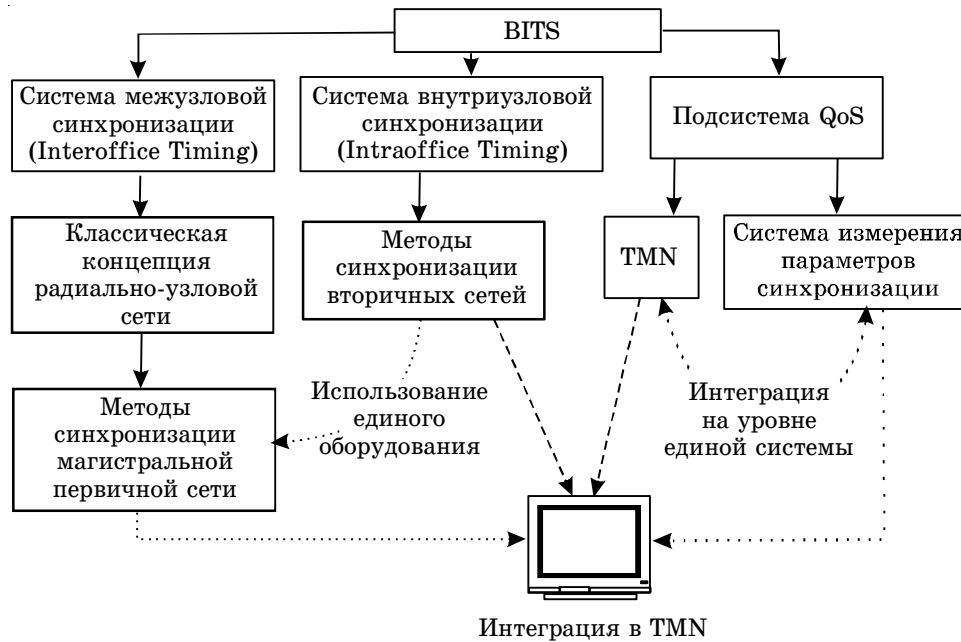 BITS
Система межузловой
синхронизации
(Interoffice Timing)
Система внутриузловой
синхронизации
(Intraoffice Timing)
Подсистема QoS
Классическая
концепция
радиально-узловой
сети
Методы
синхронизации
вторичных сетей
TMN
Система измерения
параметров
синхронизации
Методы
синхронизации
магистральной
первичной сети
Использование
единого
оборудования
Интеграция
на уровне
единой системы
Интеграция в TMN